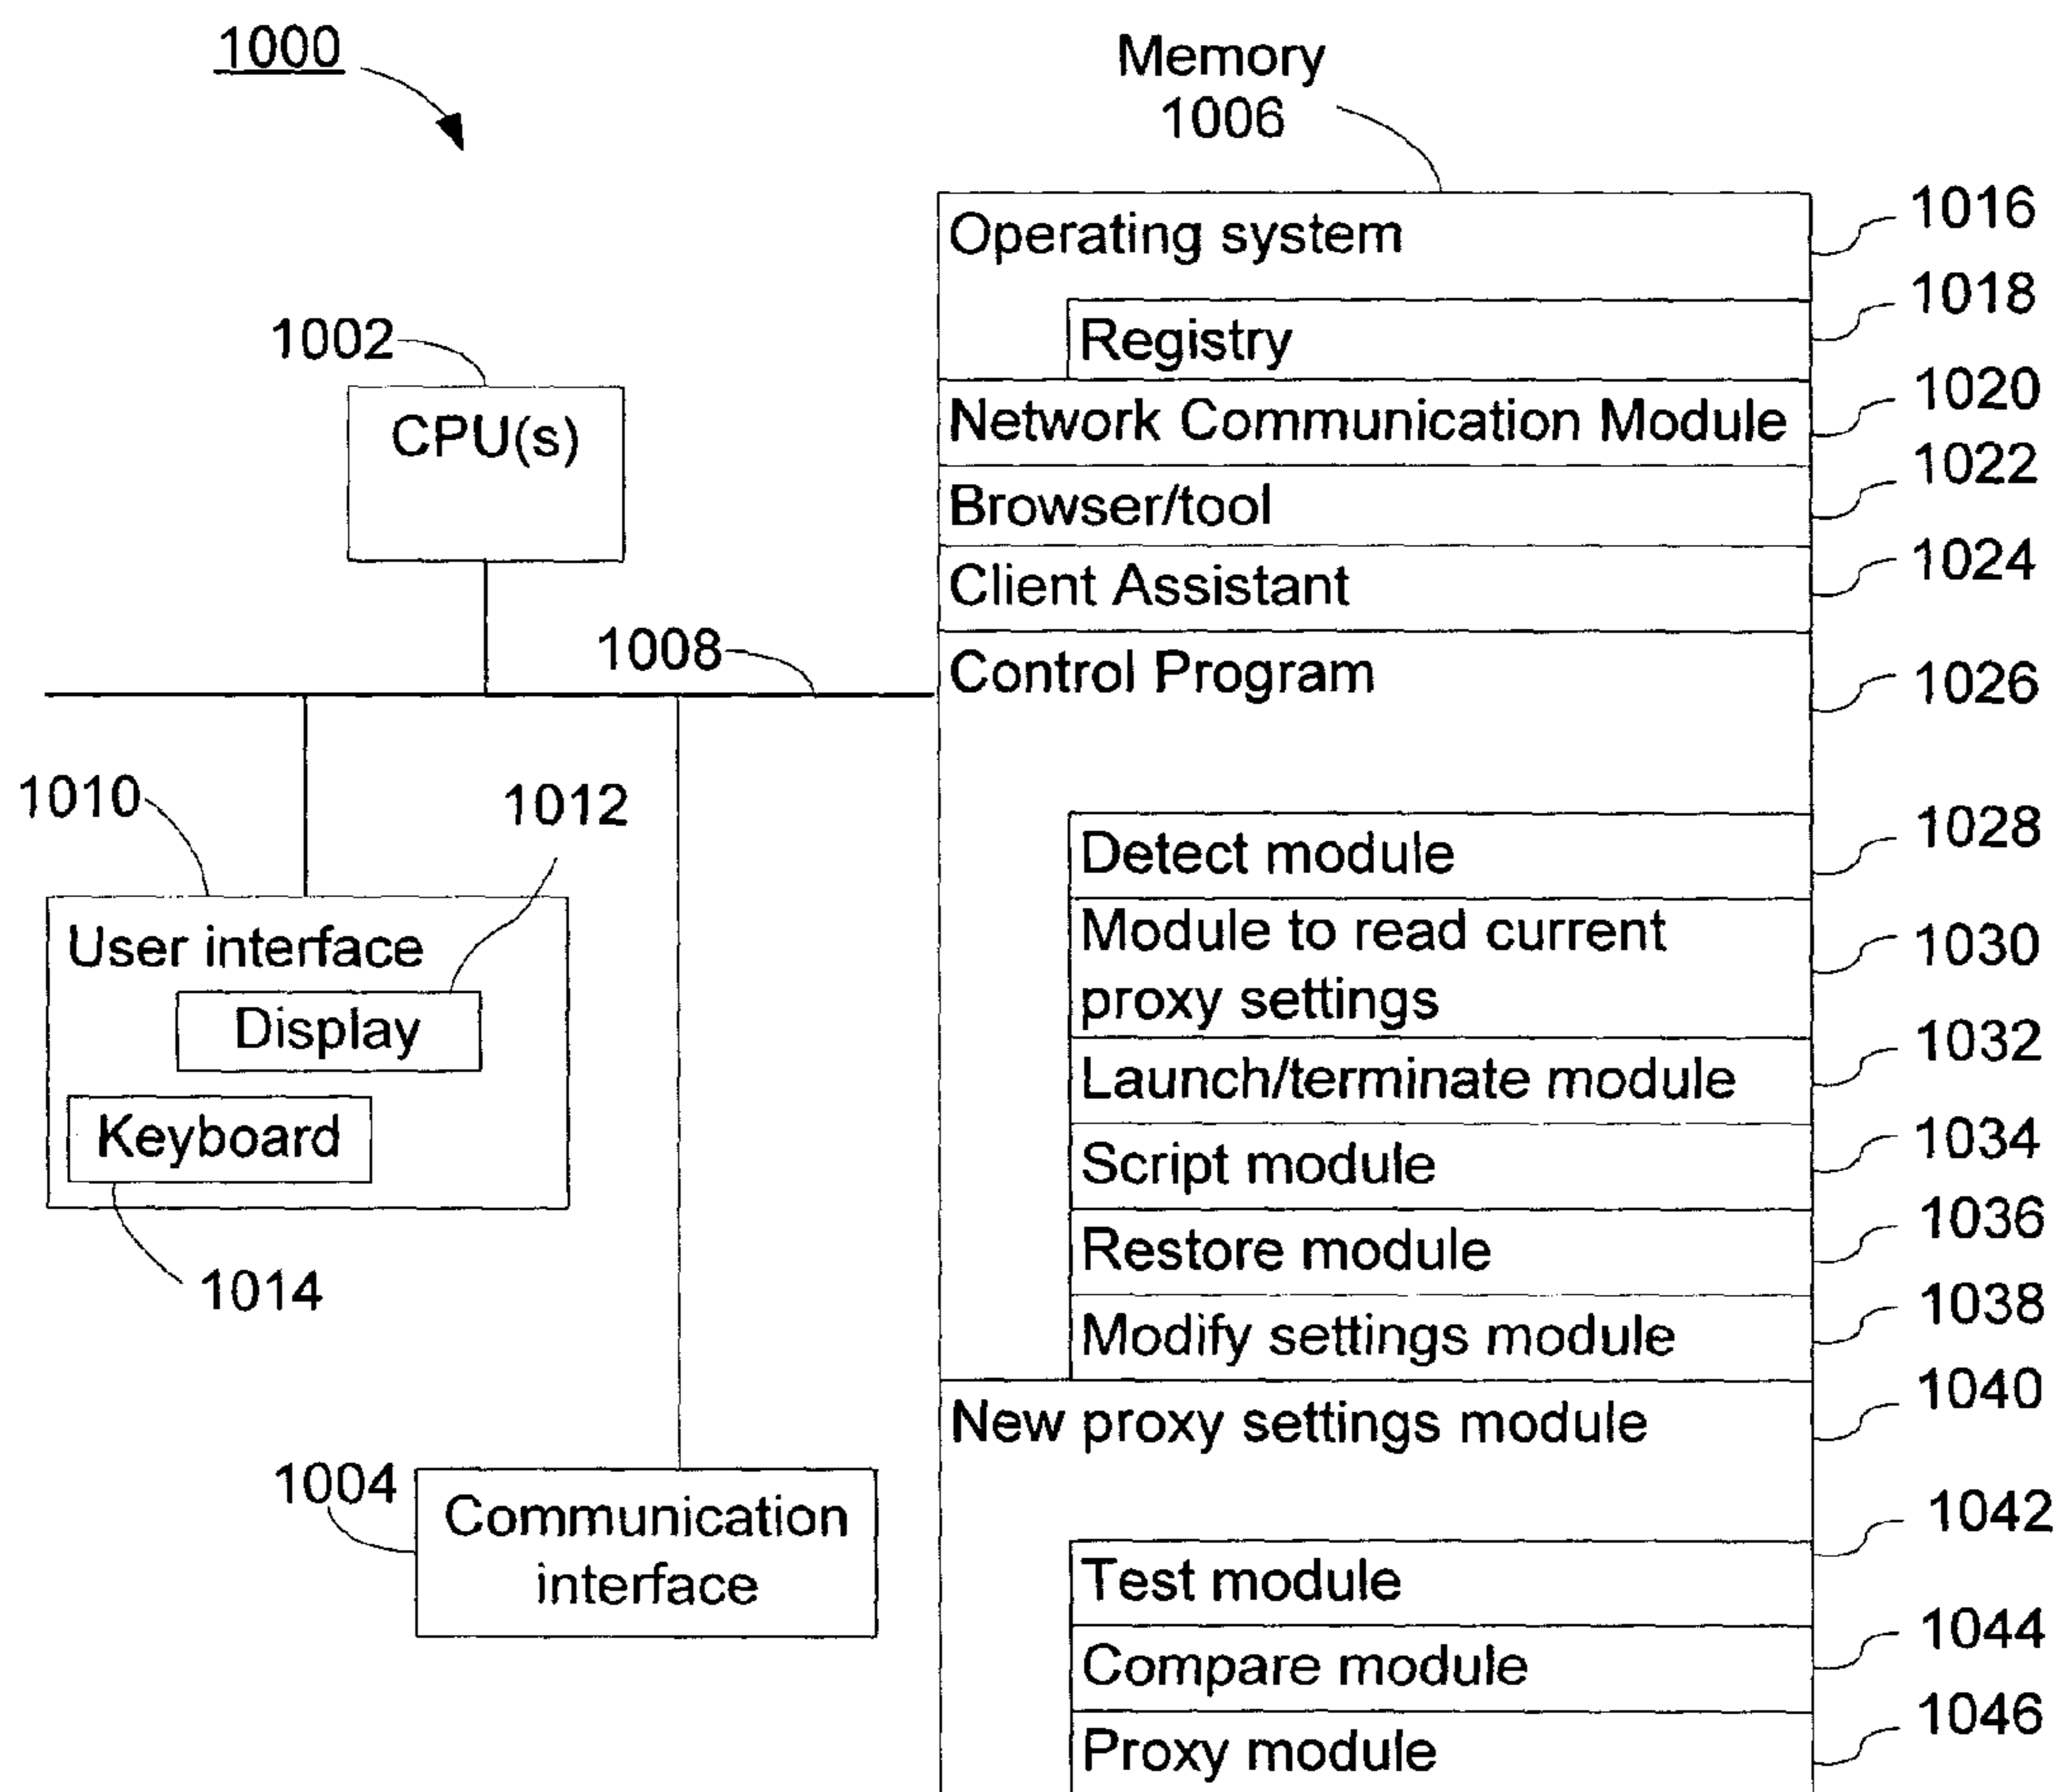 1000
Memory
1006
Operating system
1016
Registry
1018
1002
CPU(s)
Network Communication Module
1020
Browser/tool
1022
Client Assistant
1024
1008
Control Program
1026
1010
1012
User interface
Display
Keyboard
1014
Detect module
1028
Module to read current
proxy settings
1030
Launch/terminate module
1032
Script module
1034
Restore module
1036
Modify settings module
1038
New proxy settings module
1040
1004
Communication
interface
Test module
1042
Compare module
1044
Proxy module
1046